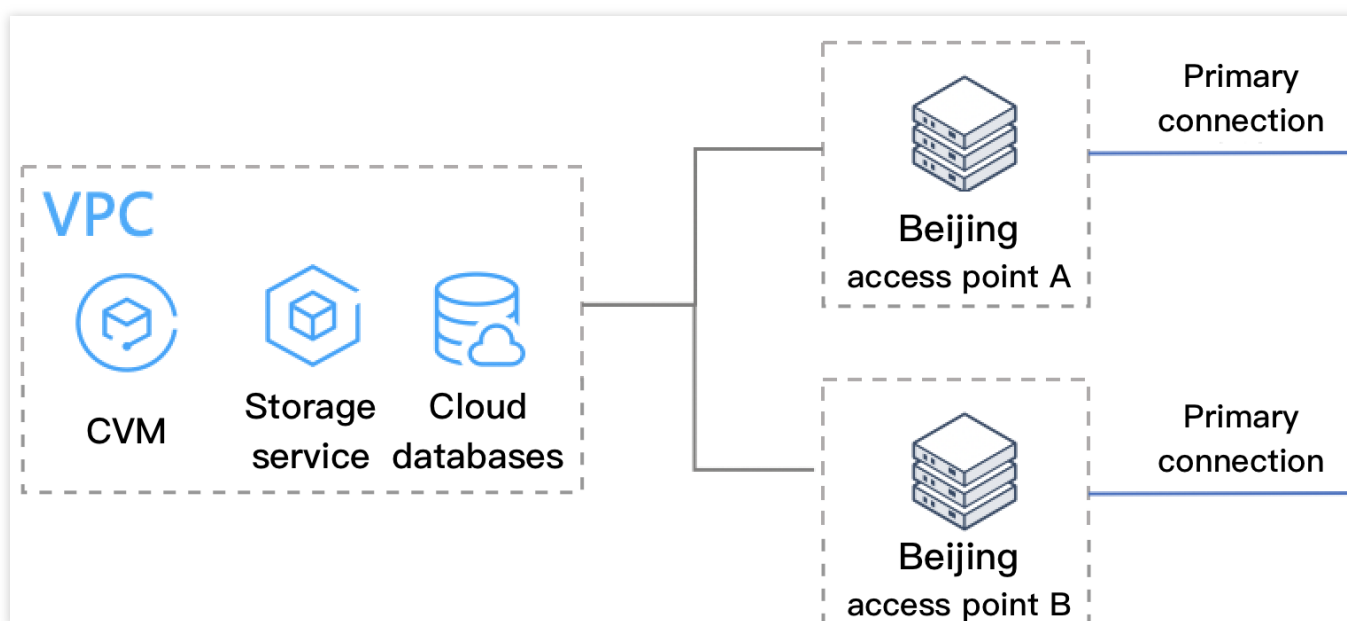 VPC
CVM
Storage
service
Cloud
databases
Beijing
access point A
Primary
connection
Beijing
access point B
Primary
connection